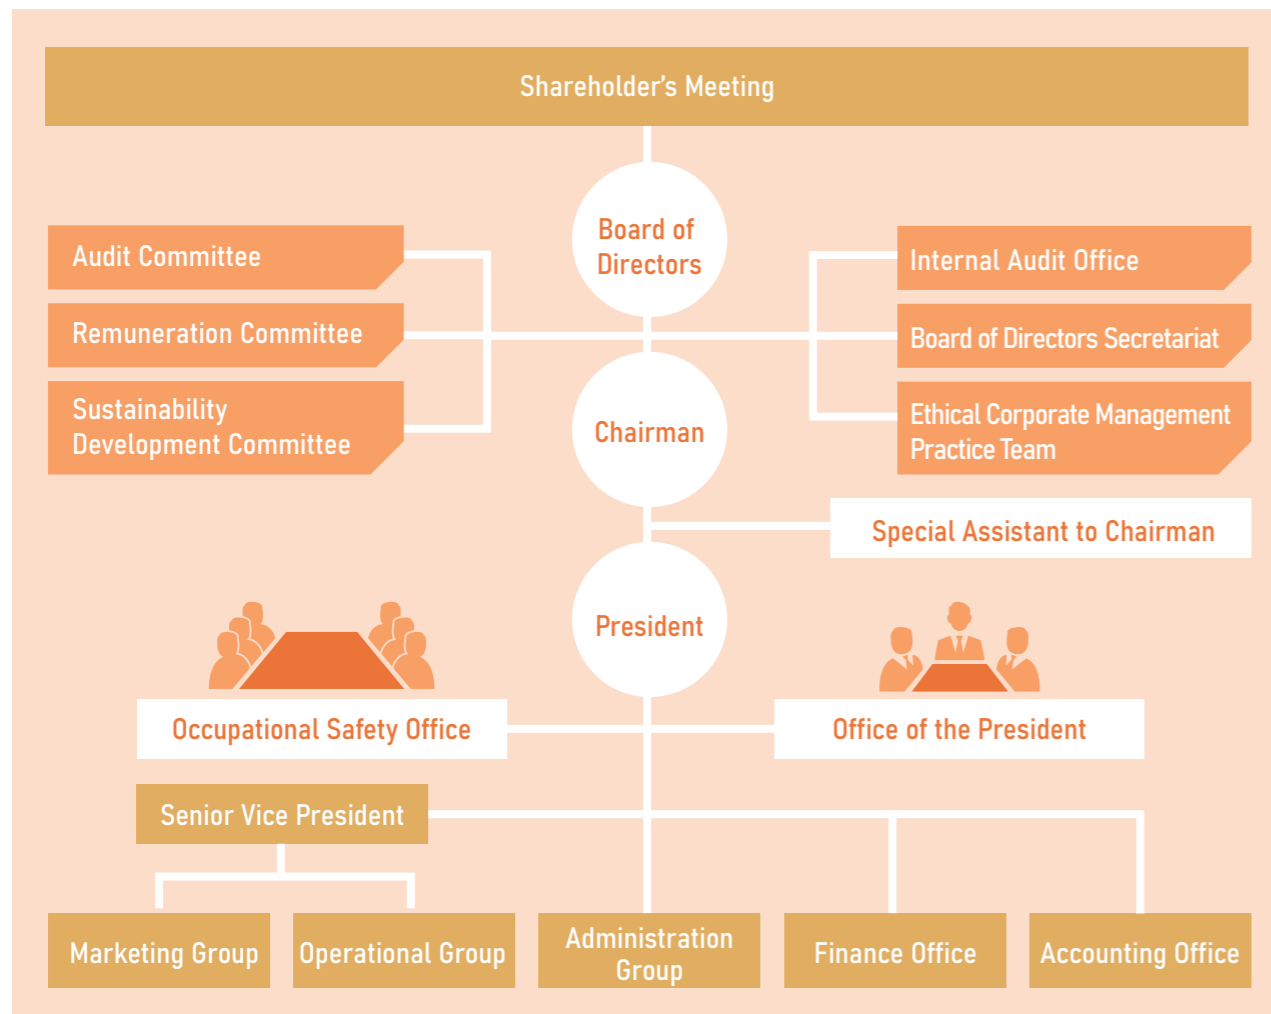 Shareholder's Meeting
Board of
Directors
Audit Committee
Remuneration Committee
Sustainability
Development Committee
Internal Audit Office
Board of Directors Secretariat
Ethical Corporate Management
Practice Team
Chairman
Special Assistant to Chairman
President
Occupational Safety Office
Office of the President
Senior Vice President
Marketing Group
Operational Group
Administration
Group
Finance Office
Accounting Office